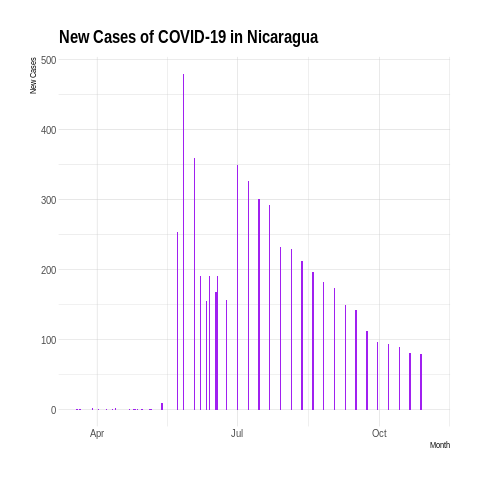 New Cases of COVID-19 in Nicaragua
New Cases
500
400
300
200
100
0
Apr
Jul
Oct
Month